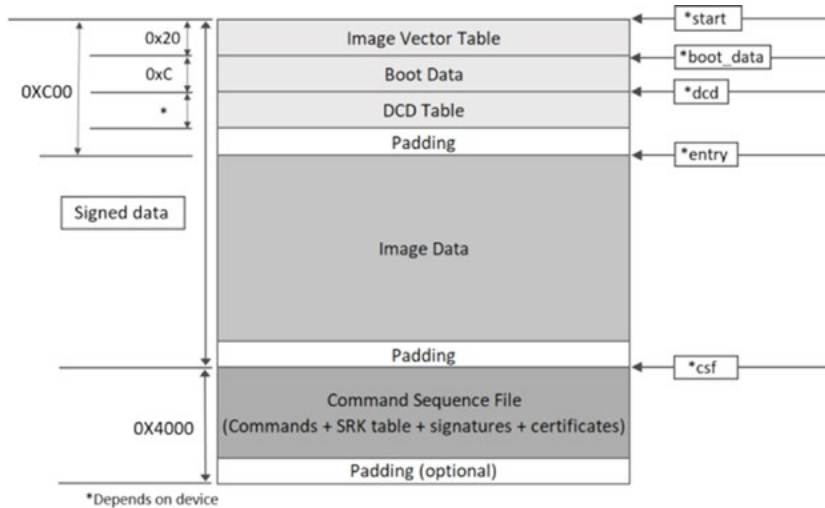 *start
0x20
Image Vector Table
*boot_data
0XC00
0xC
Boot Data
*dcd
*
DCD Table
Padding
*entry
Signed data
Image Data
Padding
*csf
0X4000
Command Sequence File
(Commands + SRK table + signatures + certificates)
Padding (optional)
*Depends on device